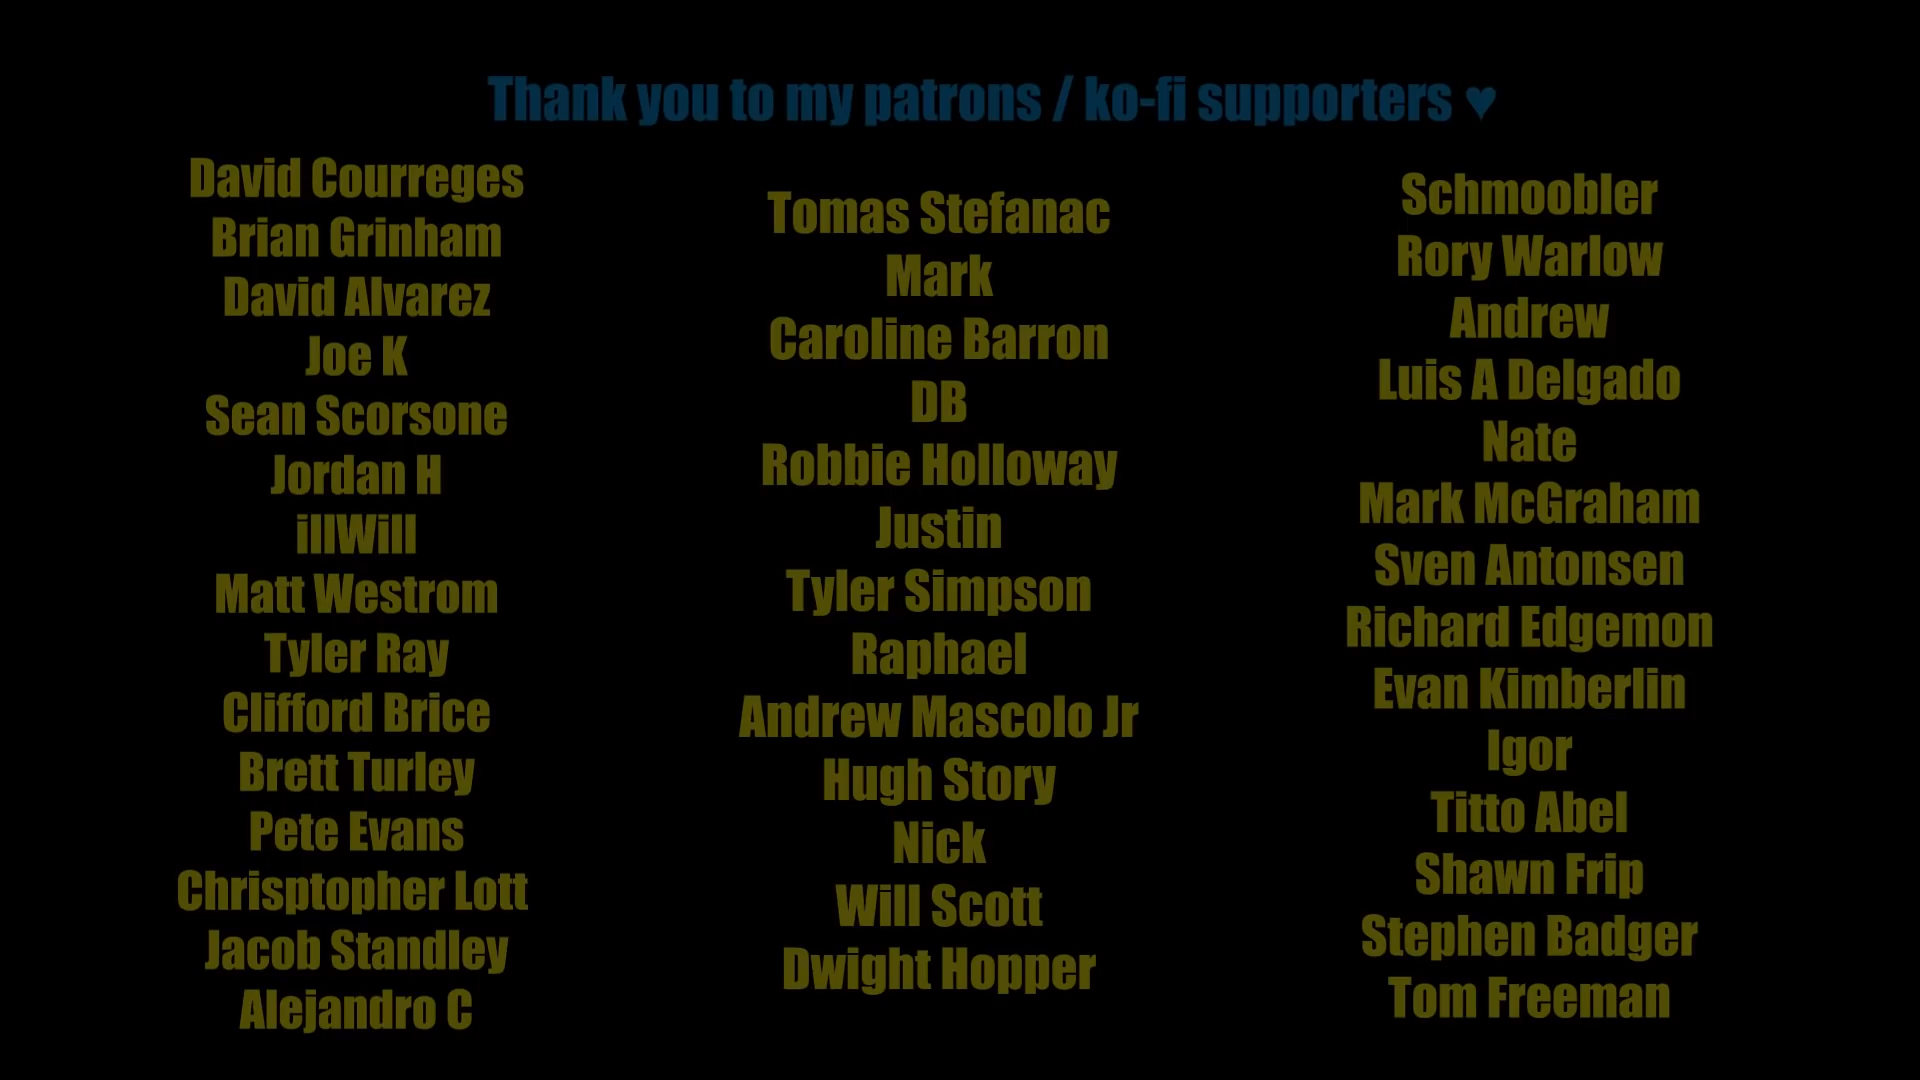 Thank you to my patrons / ko-fi supporters ♥
David Courreges
Brian Grinham
David Alvarez
Joe K
Sean Scorsone
Jordan H
illWill
Matt Westrom
Tyler Ray
Clifford Brice
Brett Turley
Pete Evans
Chrisptopher Lott
Jacob Standley
Alejandro C
Tomas Stefanac
Mark
Caroline Barron
DB
Robbie Holloway
Justin
Tyler Simpson
Raphael
Andrew Mascolo Jr
Hugh Story
Nick
Will Scott
Dwight Hopper
Schmoobler
Rory Warlow
Andrew
Luis A Delgado
Nate
Mark McGraham
Sven Antonsen
Richard Edgemon
Evan Kimberlin
Igor
Titto Abel
Shawn Frip
Stephen Badger
Tom Freeman